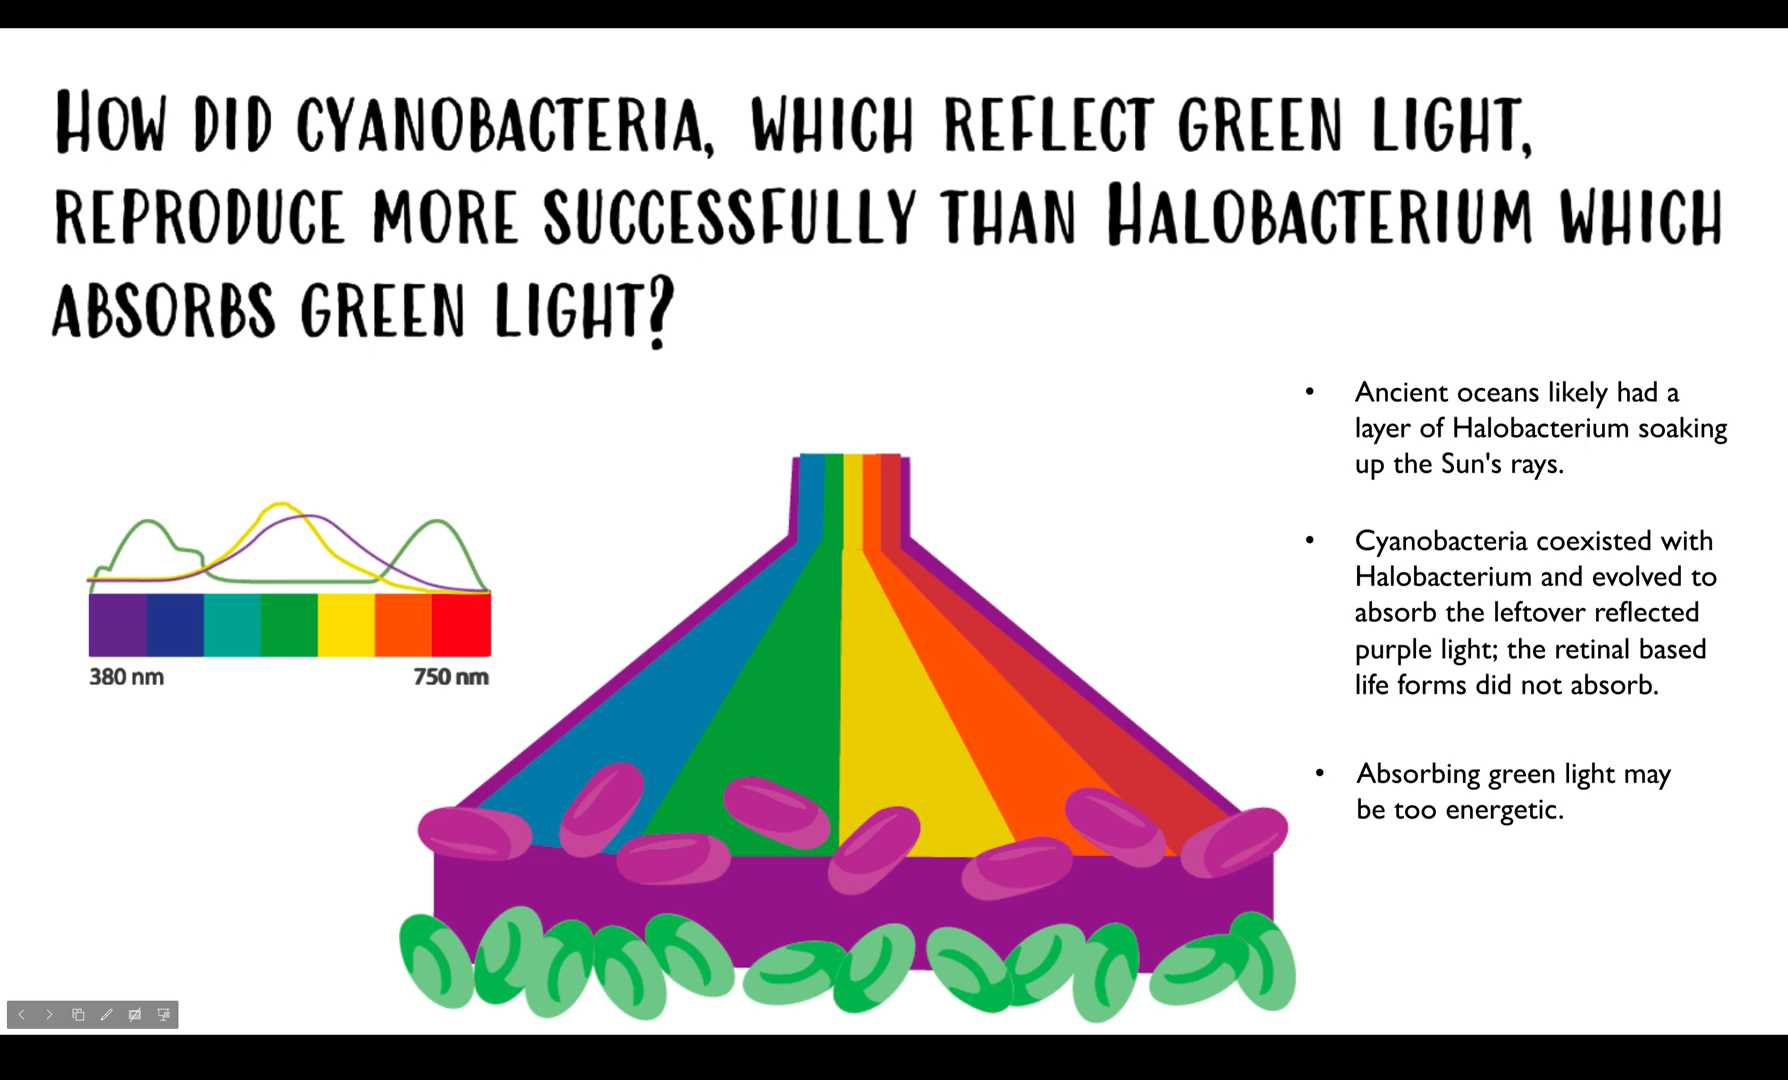 HOW DID CYANOBACTERIA, WHICH REFLECT GREEN LIGHT,
REPRODUCE MORE SUCCESSFULLY THAN HALOBACTERIUM WHICH
ABSORBS GREEN LIGHT?
• Ancient oceans likely had a
layer of Halobacterium soaking
up the Sun's rays.
• Cyanobacteria coexisted with
Halobacterium and evolved to
absorb the leftover reflected
purple light; the retinal based
life forms did not absorb.
• Absorbing green light may
be too energetic.
380 nm
750 nm